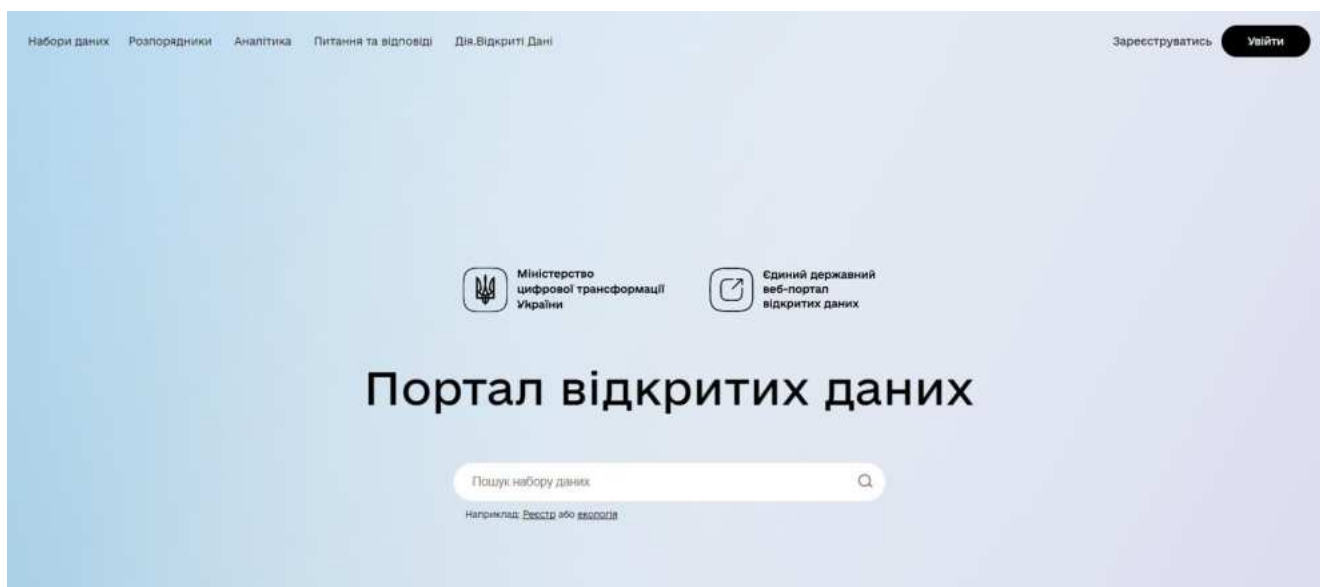 Набори даних
Розпорядники
Аналітика
Питання та відповіді
Дія.Відкриті Дані
Зареєструватись
Увійти
Міністерство
цифрової трансформації
України
Єдиний державний
веб-портал
відкритих даних
Портал відкритих даних
Пошук набору даних
Наприклад: Реєстр або екологія